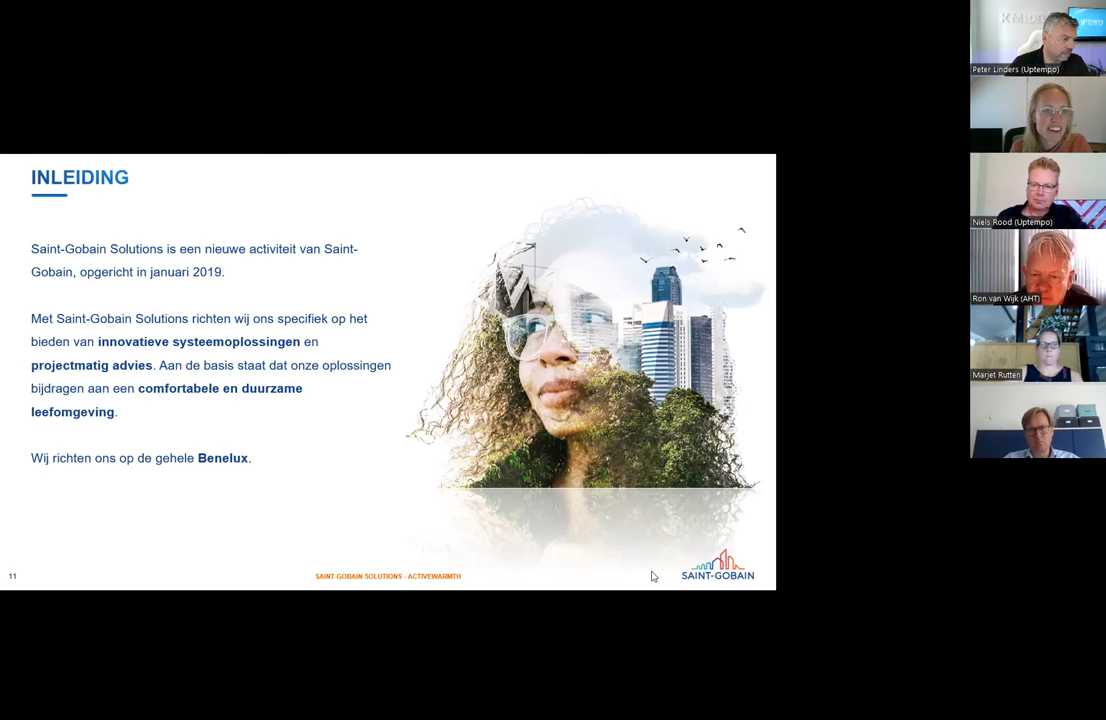 INLEIDING
Saint-Gobain Solutions is een nieuwe activiteit van Saint-
Gobain, opgericht in januari 2019.
Met Saint-Gobain Solutions richten wij ons specifiek op het
bieden van innovatieve systeemoplossingen en
projectmatig advies. Aan de basis staat dat onze oplossingen
bijdragen aan een comfortabele en duurzame
leefomgeving.
Wij richten ons op de gehele Benelux.
11
SAINT-GOBAIN SOLUTIONS - ACTIVEWARMTH
SAINT-GOBAIN
Peter Linders (Uptempo)
Niels Rood (Uptempo)
Ron van Wijk (AHT)
Marjet Rutten